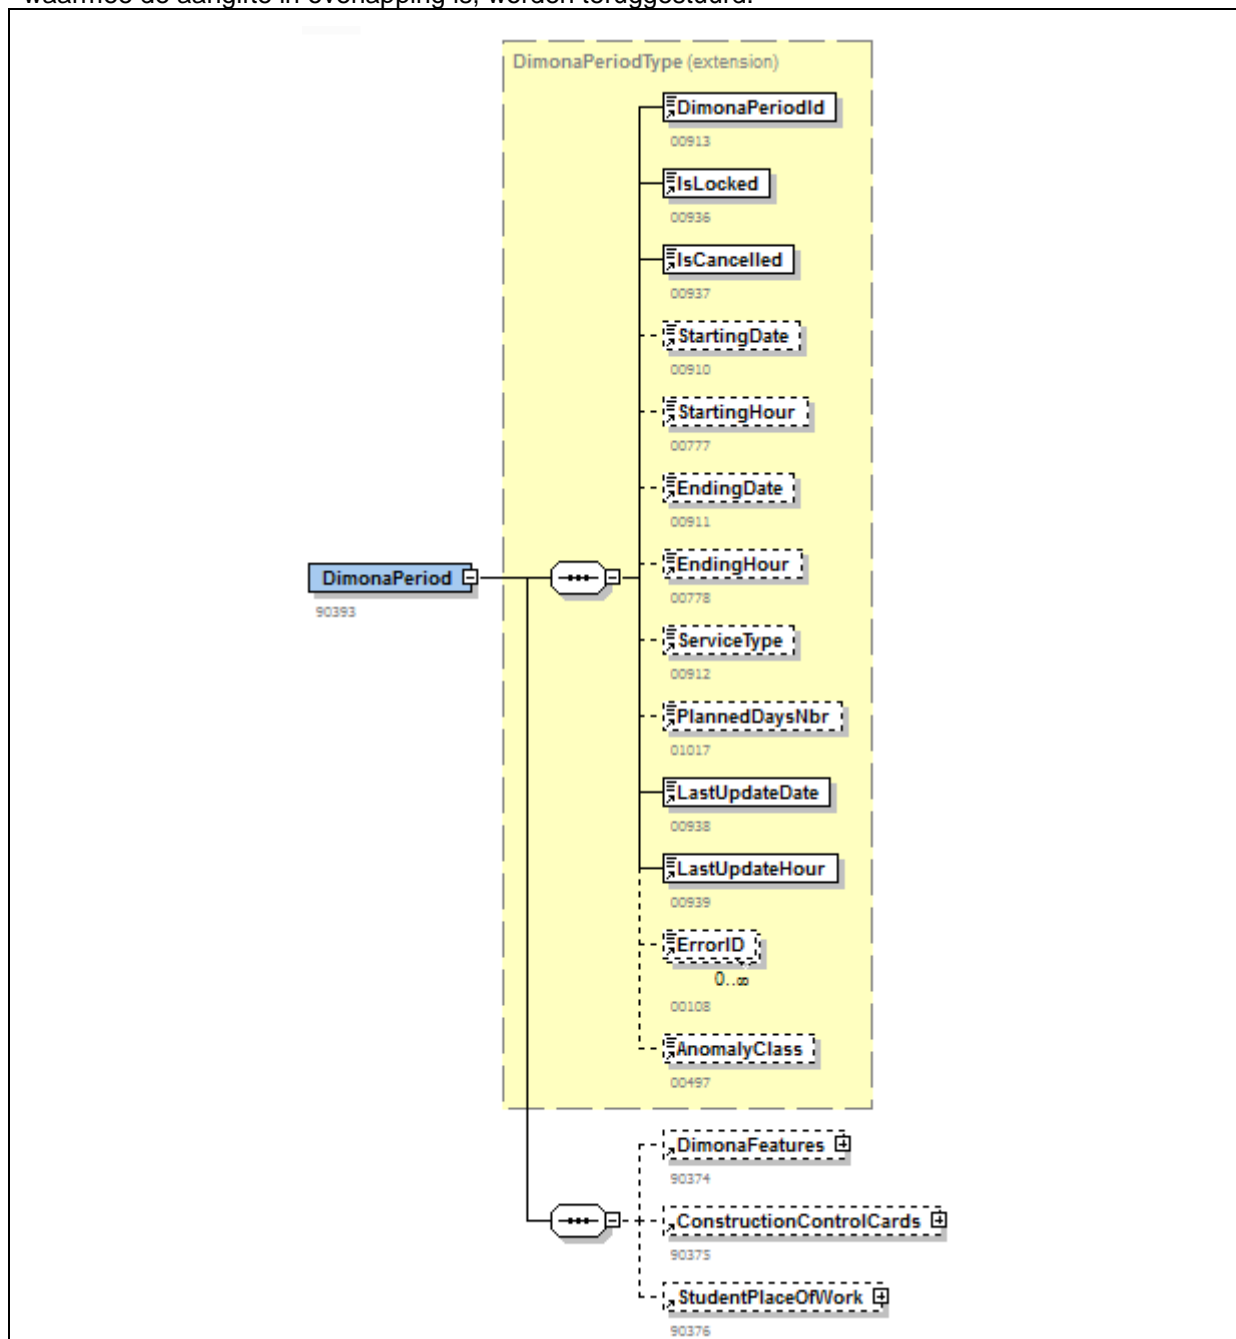 waarmee de aangifte in overlapping is, worden teruggestuurd.
DimonaPeriodType (extension)
DimonaPeriodId
00913
IsLocked
00936
IsCancelled
00937
StartingDate
00910
StartingHour
00777
EndingDate
00911
EndingHour
00778
DimonaPeriod
90393
ServiceType
00912
PlannedDaysNbr
01017
LastUpdateDate
00938
LastUpdateHour
00939
ErrorID
0..∞
00108
AnomalyClass
00497
DimonaFeatures
90374
ConstructionControlCards
90375
StudentPlaceOfWork
90376